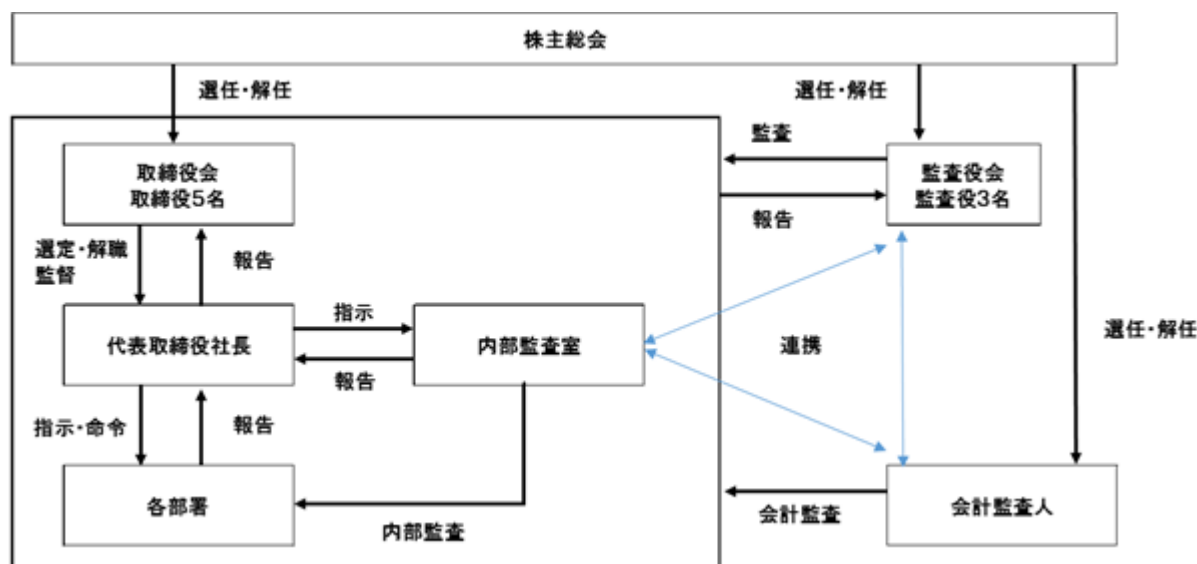 株主総会
選任・解任
選任・解任
監査
取締役会
取締役5名
監査役会
監査役3名
報告
選定・解職
監督
報告
指示
代表取締役社長
内部監査室
連携
選任・解任
報告
指示・命令
報告
各部署
会計監査人
会計監査
内部監査